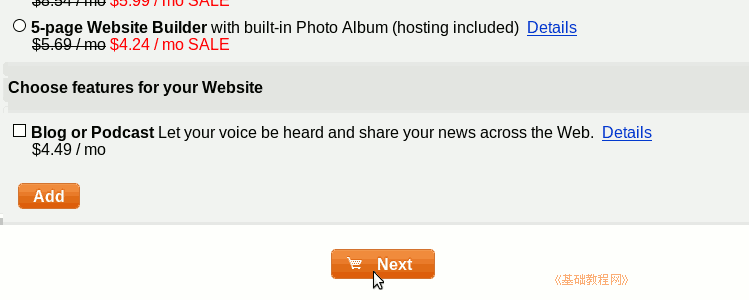 $8.54 / mo $5.99 / mo SALE
5-page Website Builder with built-in Photo Album (hosting included) Details
$5.69 / mo $4.24 / mo SALE
Choose features for your Website
Blog or Podcast Let your voice be heard and share your news across the Web. Details
$4.49 / mo
Add
Next
《基础教程网》